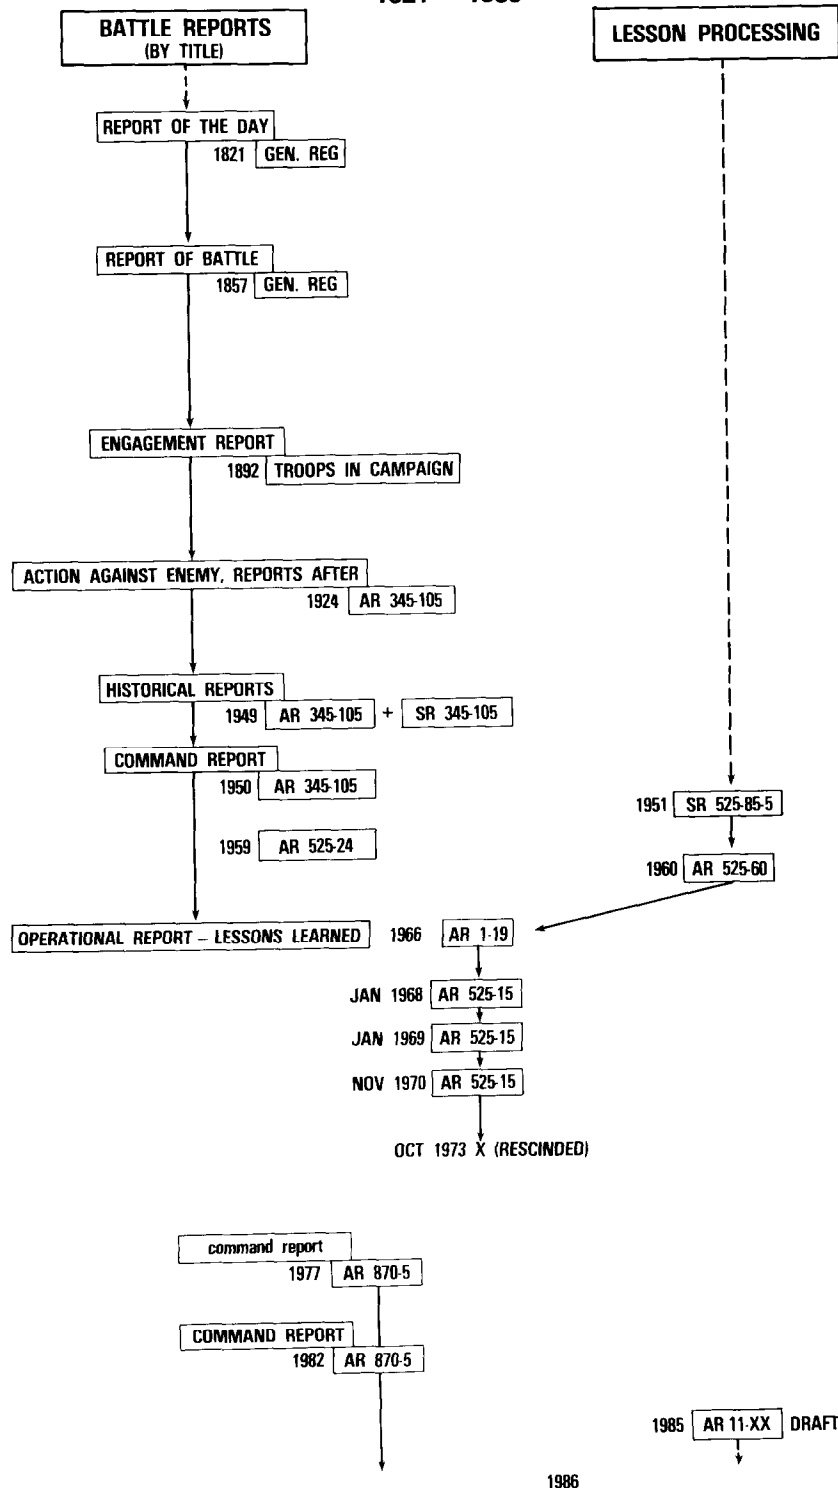 BATTLE REPORTS
(BY TITLE)
LESSON PROCESSING
REPORT OF THE DAY
1821 GEN. REG
REPORT OF BATTLE
1857 GEN. REG
ENGAGEMENT REPORT
1892 TROOPS IN CAMPAIGN
ACTION AGAINST ENEMY, REPORTS AFTER
1924 AR 345-105
HISTORICAL REPORTS
1949 AR 345-105 + SR 345-105
COMMAND REPORT
1950 AR 345-105
1951 SR 525-85-5
1959 AR 525-24
1960 AR 525-60
OPERATIONAL REPORT – LESSONS LEARNED 1966 AR 1-19
JAN 1968 AR 525-15
JAN 1969 AR 525-15
NOV 1970 AR 525-15
OCT 1973 X (RESCINDED)
command report
1977 AR 870-5
COMMAND REPORT
1982 AR 870-5
1985 AR 11-XX DRAFT
1986